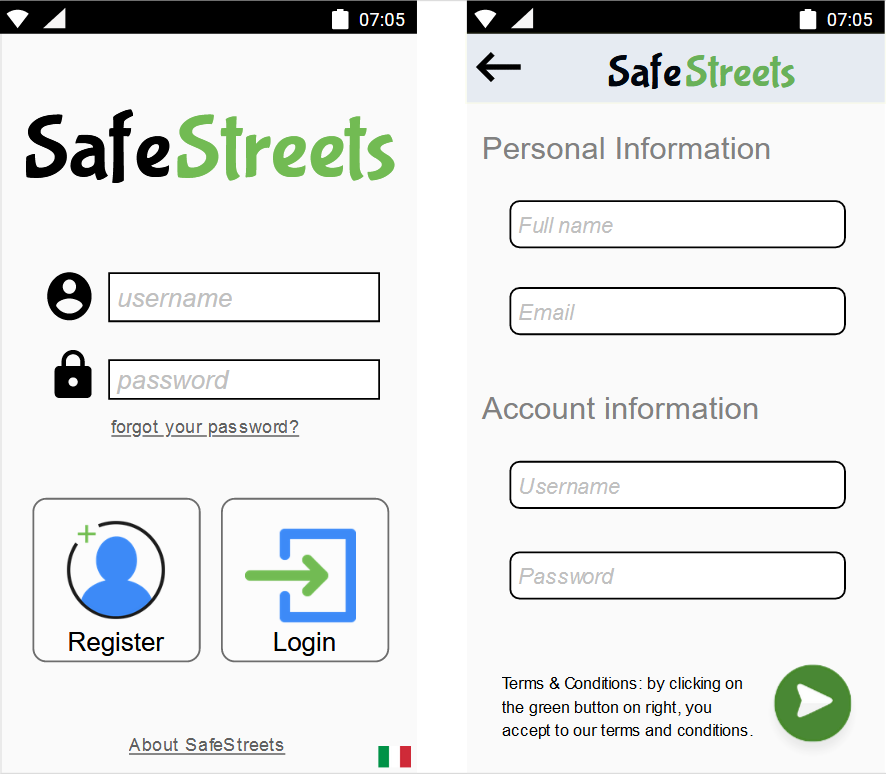 07:05
SafeStreets
username
password
forgot your password?
Register
Login
About SafeStreets
07:05
SafeStreets
Personal Information
Full name
Email
Account information
Username
Password
Terms & Conditions: by clicking on
the green button on right, you
accept to our terms and conditions.